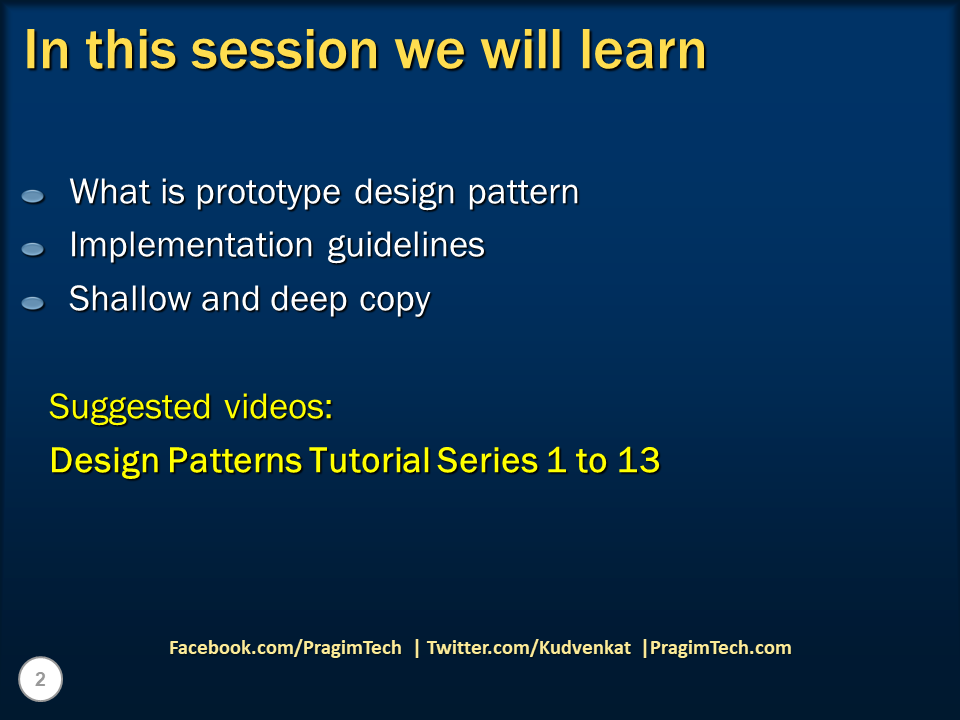 In this session we will learn
What is prototype design pattern
Implementation guidelines
Shallow and deep copy
Suggested videos:
Design Patterns Tutorial Series 1 to 13
Facebook.com/PragimTech | Twitter.com/Kudvenkat |PragimTech.com
2